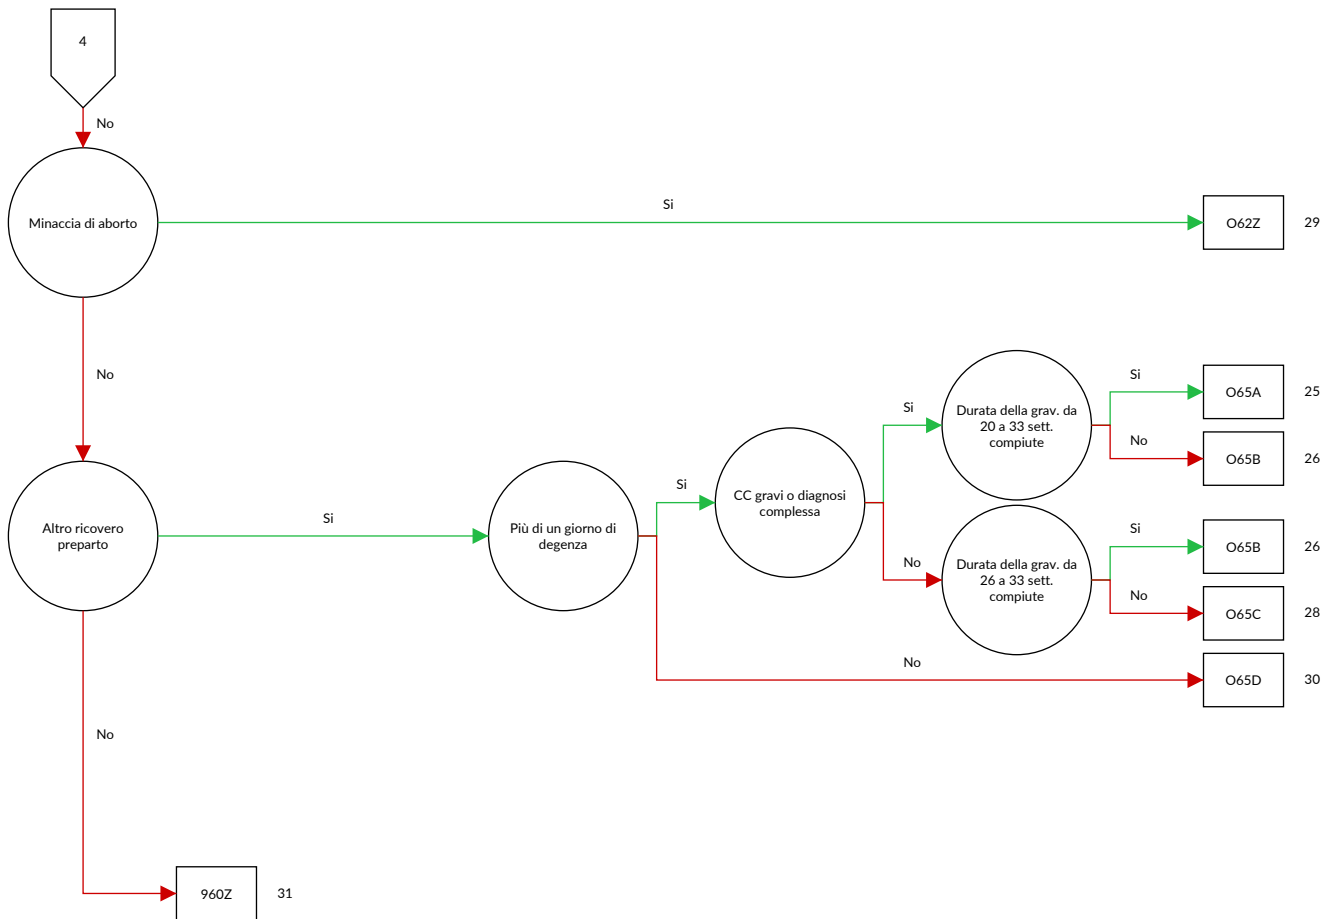 4
No
Minaccia di aborto
Si
O62Z
29
No
Altro ricovero
preparto
Si
Più di un giorno di
degenza
Si
CC gravi o diagnosi
complessa
Si
Durata della grav. da
20 a 33 sett.
compiute
Si
O65A
25
No
O65B
26
No
Durata della grav. da
26 a 33 sett.
compiute
Si
O65B
26
No
O65C
28
No
O65D
30
No
960Z
31